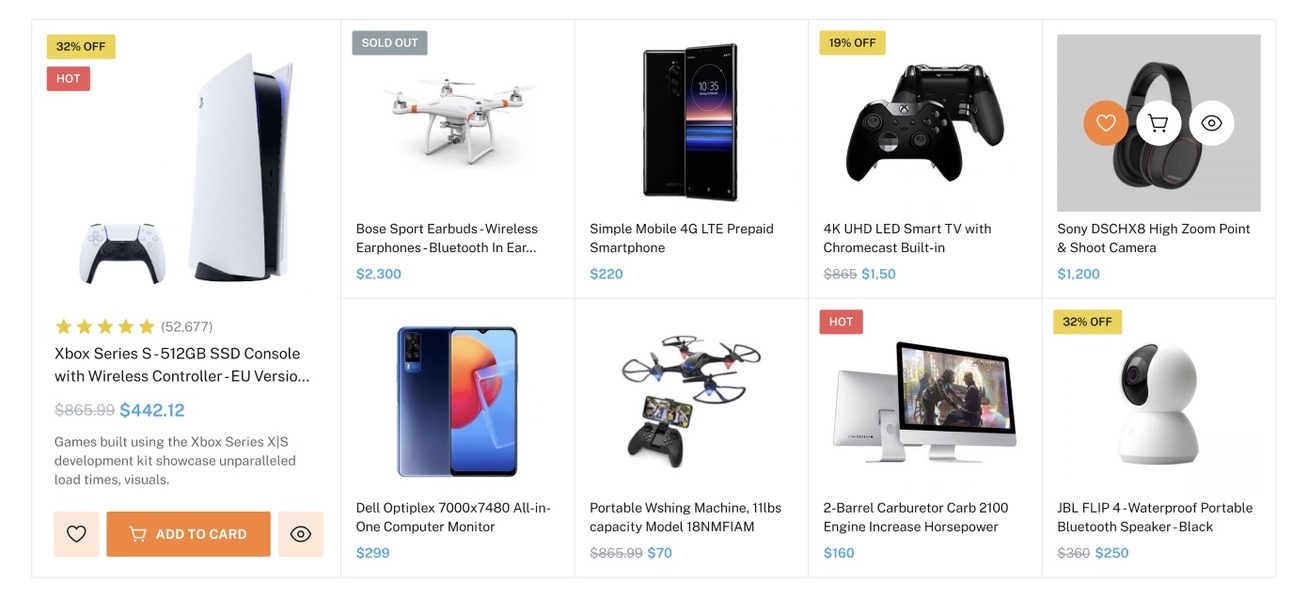 32% OFF
HOT
★★★★★ (52,677)
Xbox Series S - 512GB SSD Console
with Wireless Controller - EU Versio...
$865.99 $442.12
Games built using the Xbox Series X|S
development kit showcase unparalleled
load times, visuals.
ADD TO CARD
SOLD OUT
Bose Sport Earbuds - Wireless
Earphones - Bluetooth In Ear...
$2,300
10:35
Simple Mobile 4G LTE Prepaid
Smartphone
$220
19% OFF
4K UHD LED Smart TV with
Chromecast Built-in
$865 $1,50
Sony DSCHX8 High Zoom Point
& Shoot Camera
$1,200
Dell Optiplex 7000x7480 All-in-
One Computer Monitor
$299
Portable Wshing Machine, 11lbs
capacity Model 18NMFIAM
$865.99 $70
HOT
2-Barrel Carburetor Carb 2100
Engine Increase Horsepower
$160
32% OFF
JBL FLIP 4 - Waterproof Portable
Bluetooth Speaker - Black
$360 $250